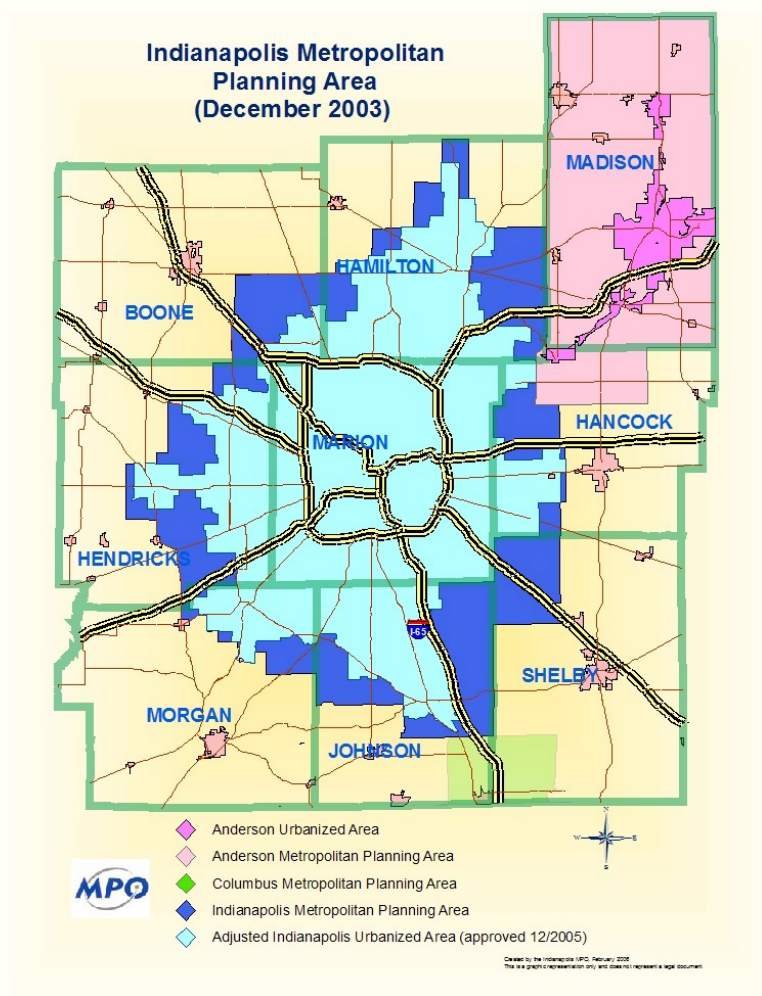 Indianapolis Metropolitan
Planning Area
(December 2003)
MADISON
HAMILTON
BOONE
HANCOCK
MARION
HENDRICKS
I-65
SHELBY
MORGAN
JOHNSON
N
W E
S
Anderson Urbanized Area
Anderson Metropolitan Planning Area
Columbus Metropolitan Planning Area
Indianapolis Metropolitan Planning Area
Adjusted Indianapolis Urbanized Area (approved 12/2005)
MPO
Created by the Indianapolis MPO, February 2006
This is a graphic representation only and does not represent a legal document